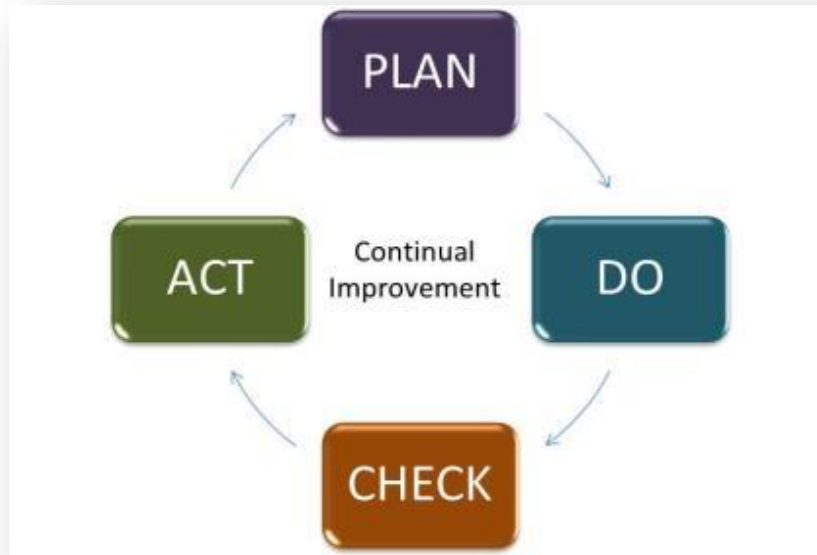 PLAN
DO
CHECK
ACT
Continual
Improvement